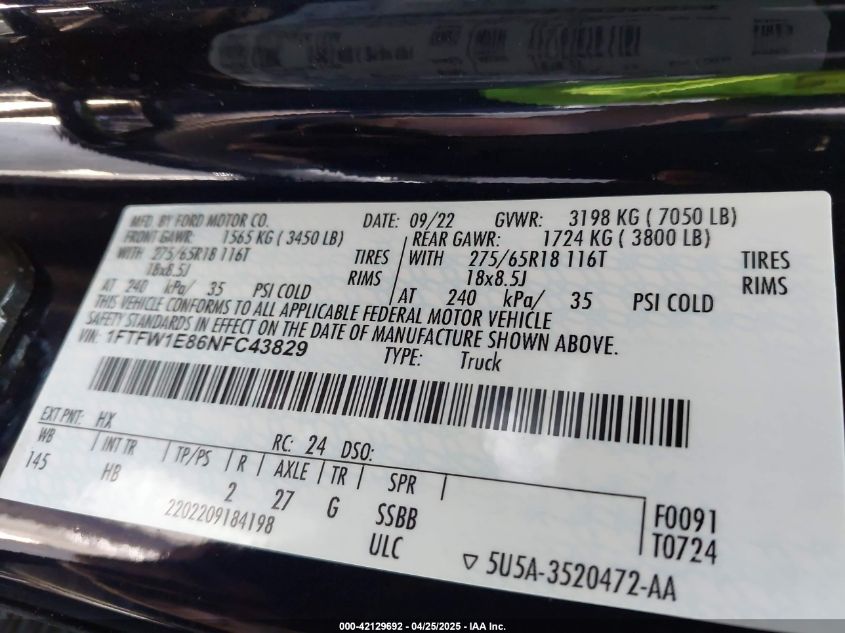 MFD. BY FORD MOTOR CO. DATE: 09/22 GVWR: 3198 KG ( 7050 LB)
FRONT GAWR: 1565 KG ( 3450 LB) REAR GAWR: 1724 KG ( 3800 LB)
WITH 275/65R18 116T TIRES WITH 275/65R18 116T TIRES
18x8.5J RIMS 18x8.5J RIMS
AT 240 kPa/ 35 PSI COLD AT 240 kPa/ 35 PSI COLD
THIS VEHICLE CONFORMS TO ALL APPLICABLE FEDERAL MOTOR VEHICLE
SAFETY STANDARDS IN EFFECT ON THE DATE OF MANUFACTURE SHOWN ABOVE.
VIN: 1FTFW1E86NFC43829 TYPE: Truck
EXT PNT: HX RC: 24 DSO:
WB INT TR TP/PS R AXLE TR SPR
145 HB 2 27 G SSBB F0091
2202209184198 ULC T0724
▽ 5U5A-3520472-AA
000-42129692 - 04/25/2025 - IAA Inc.